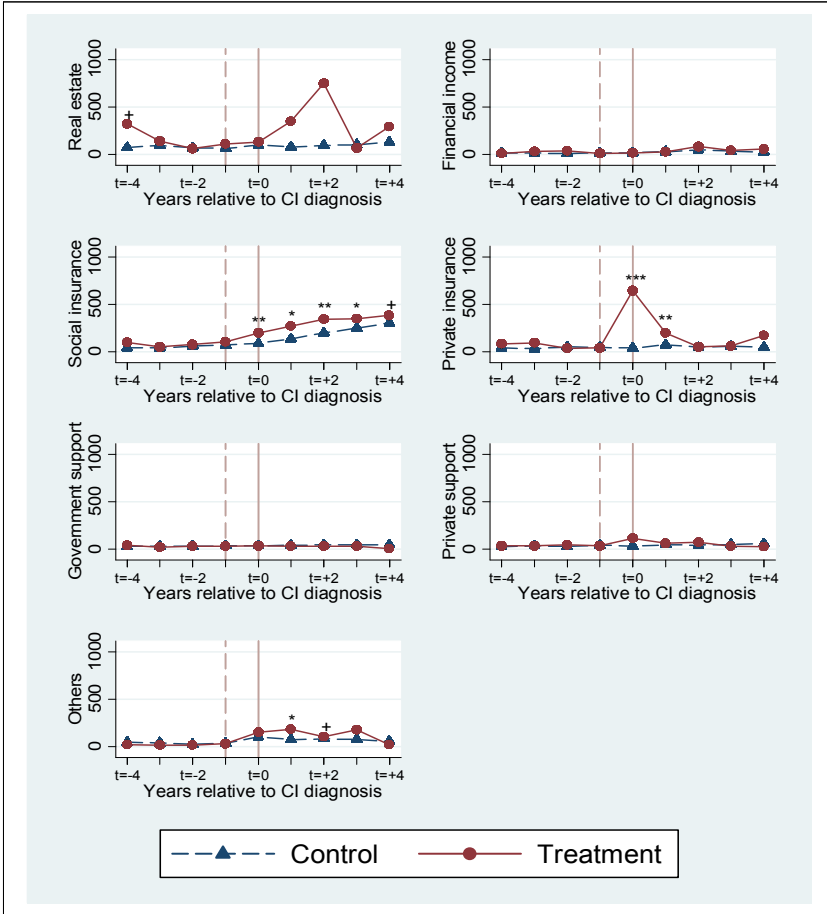 Real estate
0 500 1000
+
t=-4 t=-2 t=0 t=+2 t=+4
Years relative to CI diagnosis
Financial income
0 500 1000
t=-4 t=-2 t=0 t=+2 t=+4
Years relative to CI diagnosis
Social insurance
0 500 1000
** * ** * +
t=-4 t=-2 t=0 t=+2 t=+4
Years relative to CI diagnosis
Private insurance
0 500 1000
*** **
t=-4 t=-2 t=0 t=+2 t=+4
Years relative to CI diagnosis
Government support
0 500 1000
t=-4 t=-2 t=0 t=+2 t=+4
Years relative to CI diagnosis
Private support
0 500 1000
t=-4 t=-2 t=0 t=+2 t=+4
Years relative to CI diagnosis
Others
0 500 1000
* +
t=-4 t=-2 t=0 t=+2 t=+4
Years relative to CI diagnosis
Control Treatment